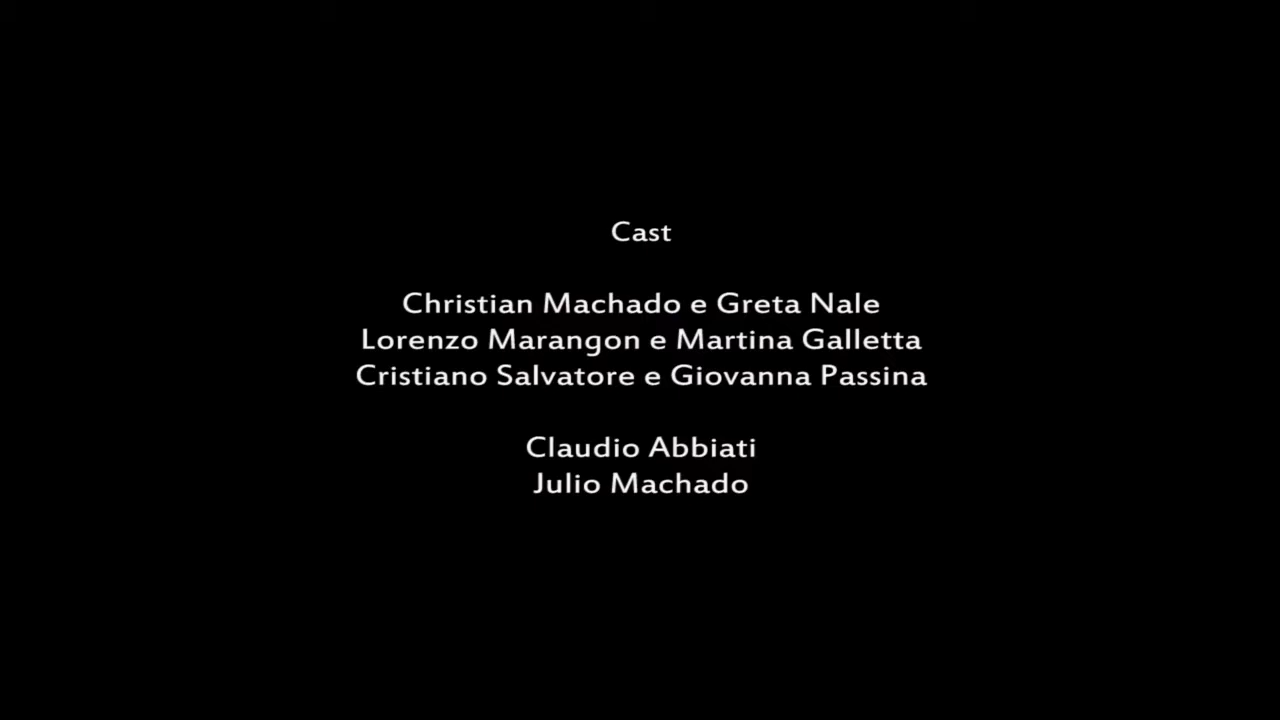 Cast
Christian Machado e Greta Nale
Lorenzo Marangon e Martina Galletta
Cristiano Salvatore e Giovanna Passina
Claudio Abbiati
Julio Machado